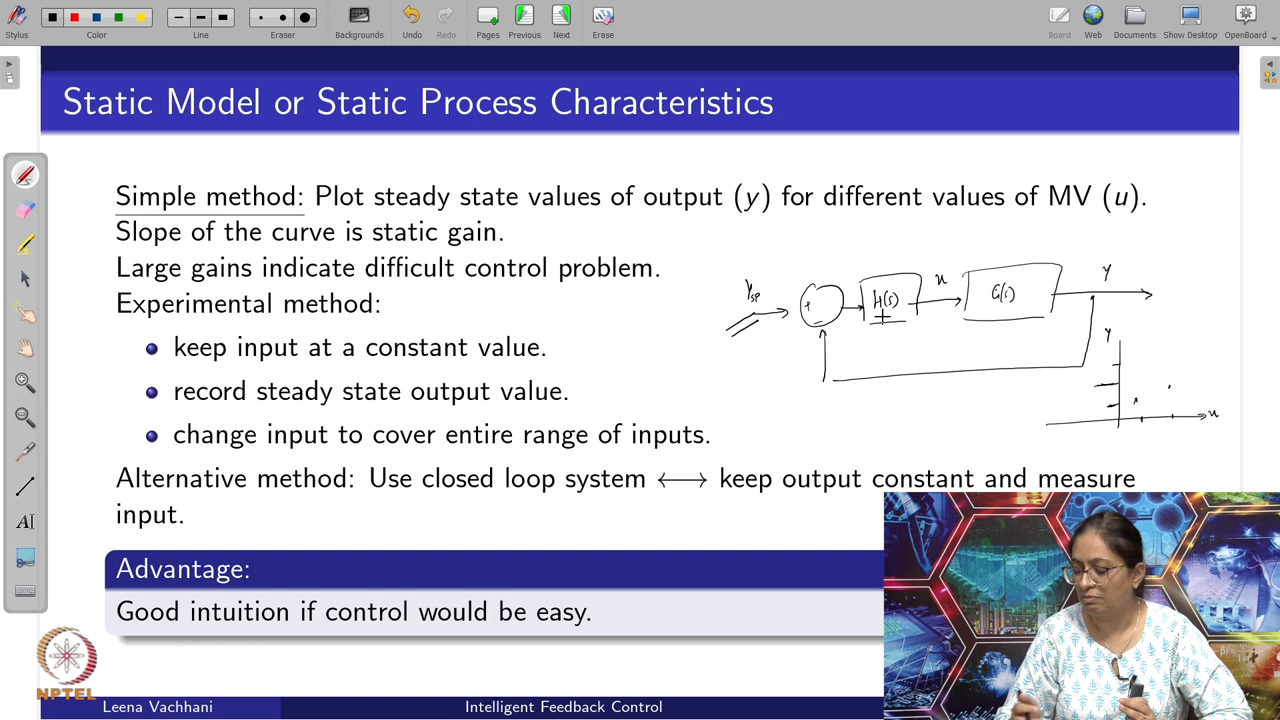 Stylus
Color
Line
Eraser
Backgrounds
Undo
Redo
Pages
Previous
Next
Erase
Board
Web
Documents
Show Desktop
OpenBoard
Static Model or Static Process Characteristics
Simple method: Plot steady state values of output (y) for different values of MV (u).
Slope of the curve is static gain.
Large gains indicate difficult control problem.
Experimental method:
keep input at a constant value.
record steady state output value.
change input to cover entire range of inputs.
Ysp
+
-
H(s)
u
G(s)
y
y
u
Alternative method: Use closed loop system ⟷ keep output constant and measure
input.
Advantage:
Good intuition if control would be easy.
NPTEL
Leena Vachhani
Intelligent Feedback Control